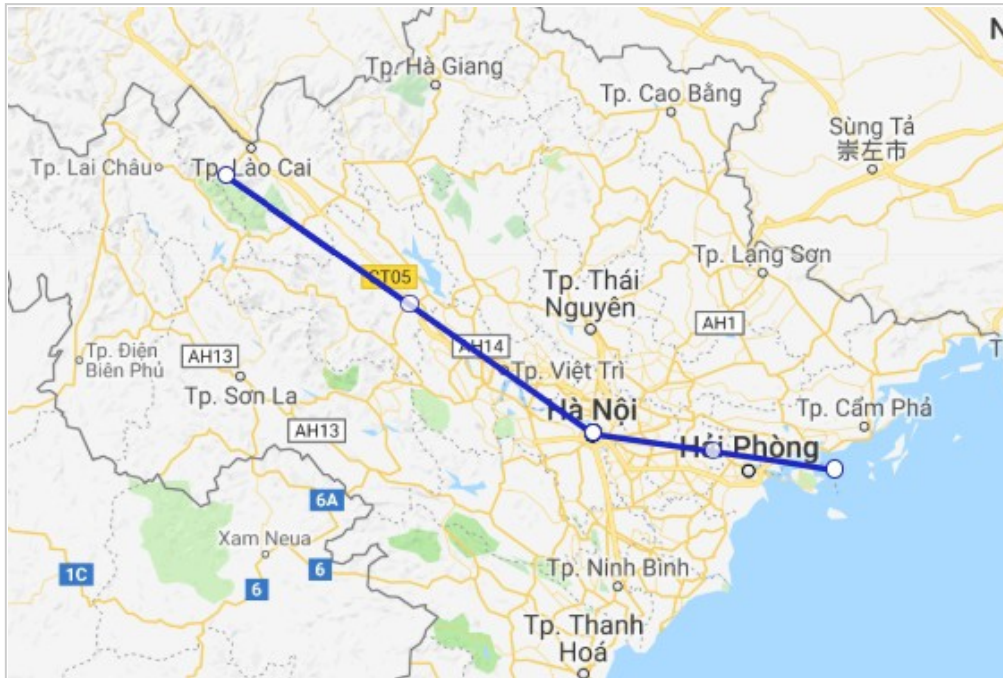 N
Tp. Hà Giang
Tp. Cao Bằng
Sùng Tả
崇左市
Tp. Lai Châu
Tp. Lào Cai
Tp. Lạng Sơn
CT05
Tp. Thái
Nguyên
AH1
AH14
T
Tp. Điện
Biên Phủ
AH13
Tp. Việt Trì
Tp. Sơn La
Hà Nội
Tp. Cẩm Phả
AH13
Hải Phòng
6A
Xam Neua
1C
6
6
Tp. Ninh Bình
Tp. Thanh
Hoá